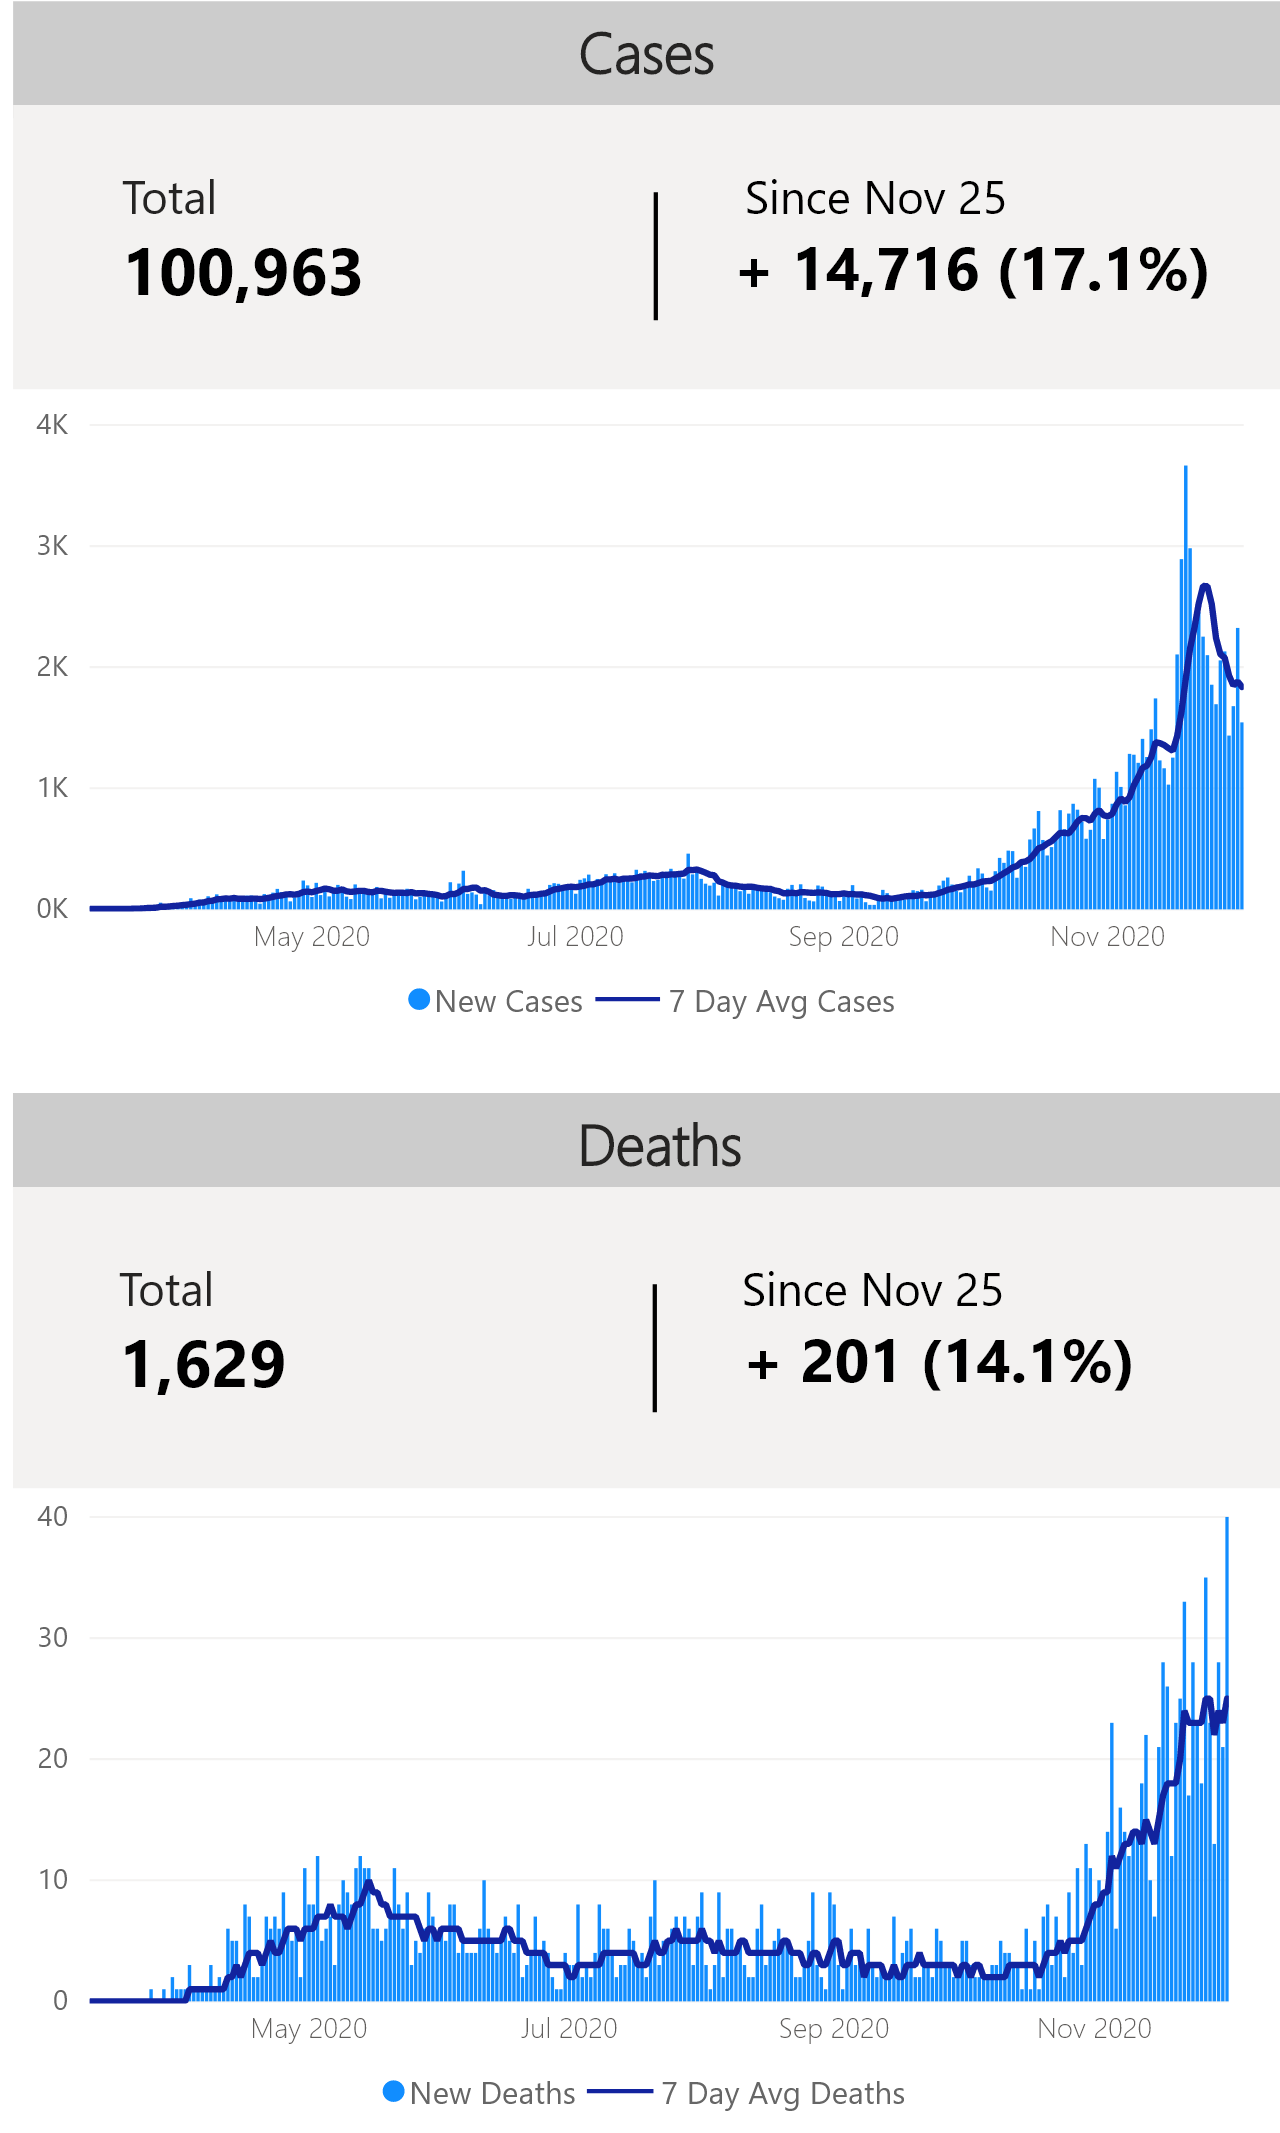 Cases
Total
100,963
Since Nov 25
+ 14,716 (17.1%)
4K
3K
2K
1K
0K
May 2020
Jul 2020
Sep 2020
Nov 2020
New Cases
7 Day Avg Cases
Deaths
Total
1,629
Since Nov 25
+ 201 (14.1%)
40
30
20
10
0
May 2020
Jul 2020
Sep 2020
Nov 2020
New Deaths
7 Day Avg Deaths